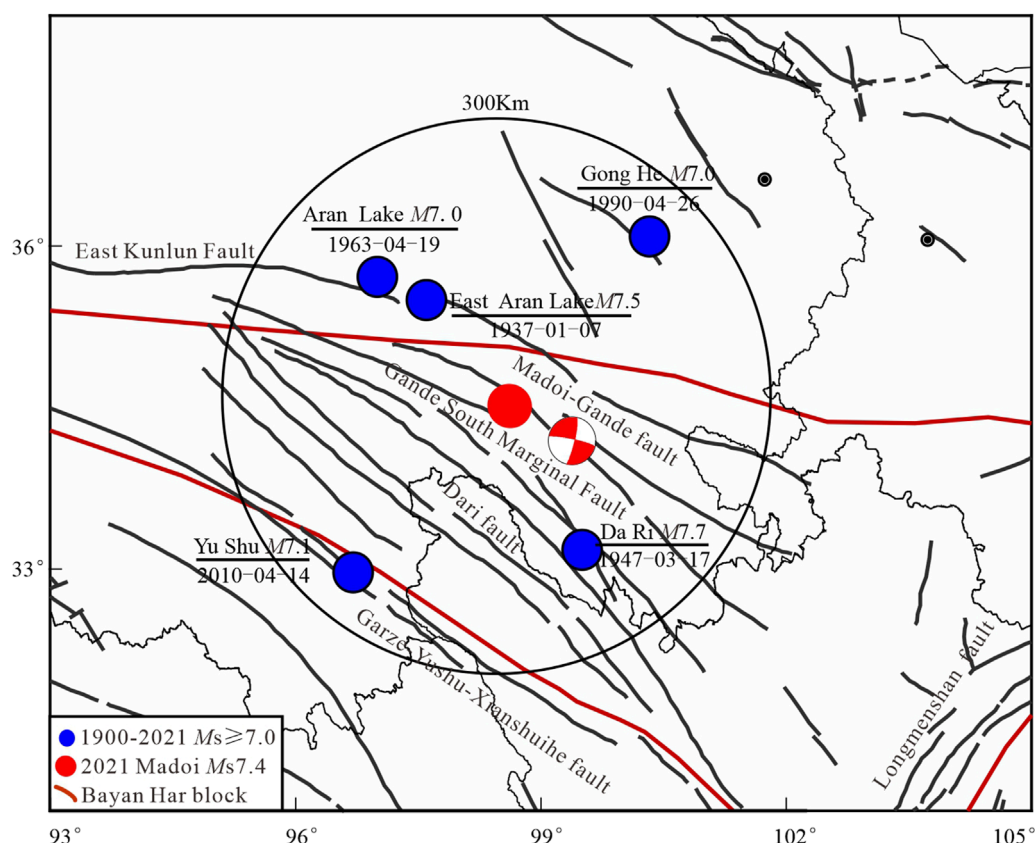 300Km
Gong He M7.0
1990-04-26
Aran Lake M7.0
1963-04-19
36°
East Kunlun Fault
East Aran Lake M7.5
1937-01-07
Madoi-Gande fault
Gande South Marginal Fault
Dari fault
Da Ri M7.7
1947-03-17
Yu Shu M7.1
2010-04-14
33°
Garze-Yushu-Xianshuihe fault
Longmenshan fault
1900-2021 Ms≥7.0
2021 Madoi Ms7.4
Bayan Har block
93° 96° 99° 102° 105°